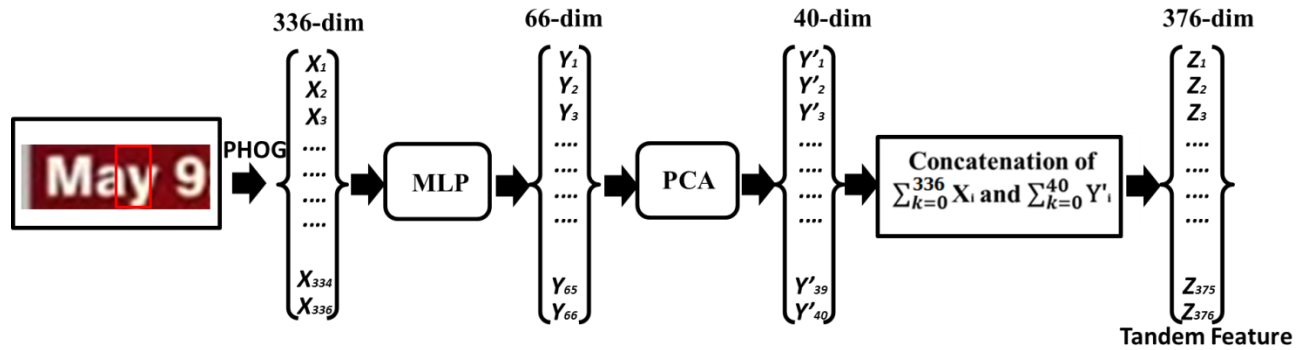 336-dim
66-dim
40-dim
376-dim
May 9
PHOG
X1
X2
X3
....
....
....
....
X334
X336
MLP
Y1
Y2
Y3
....
....
....
....
Y65
Y66
PCA
Y'1
Y'2
Y'3
....
....
....
....
Y'39
Y'40
Concatenation of
∑_{k=0}^{336} Xi and ∑_{k=0}^{40} Y'i
Z1
Z2
Z3
....
....
....
....
Z375
Z376
Tandem Feature